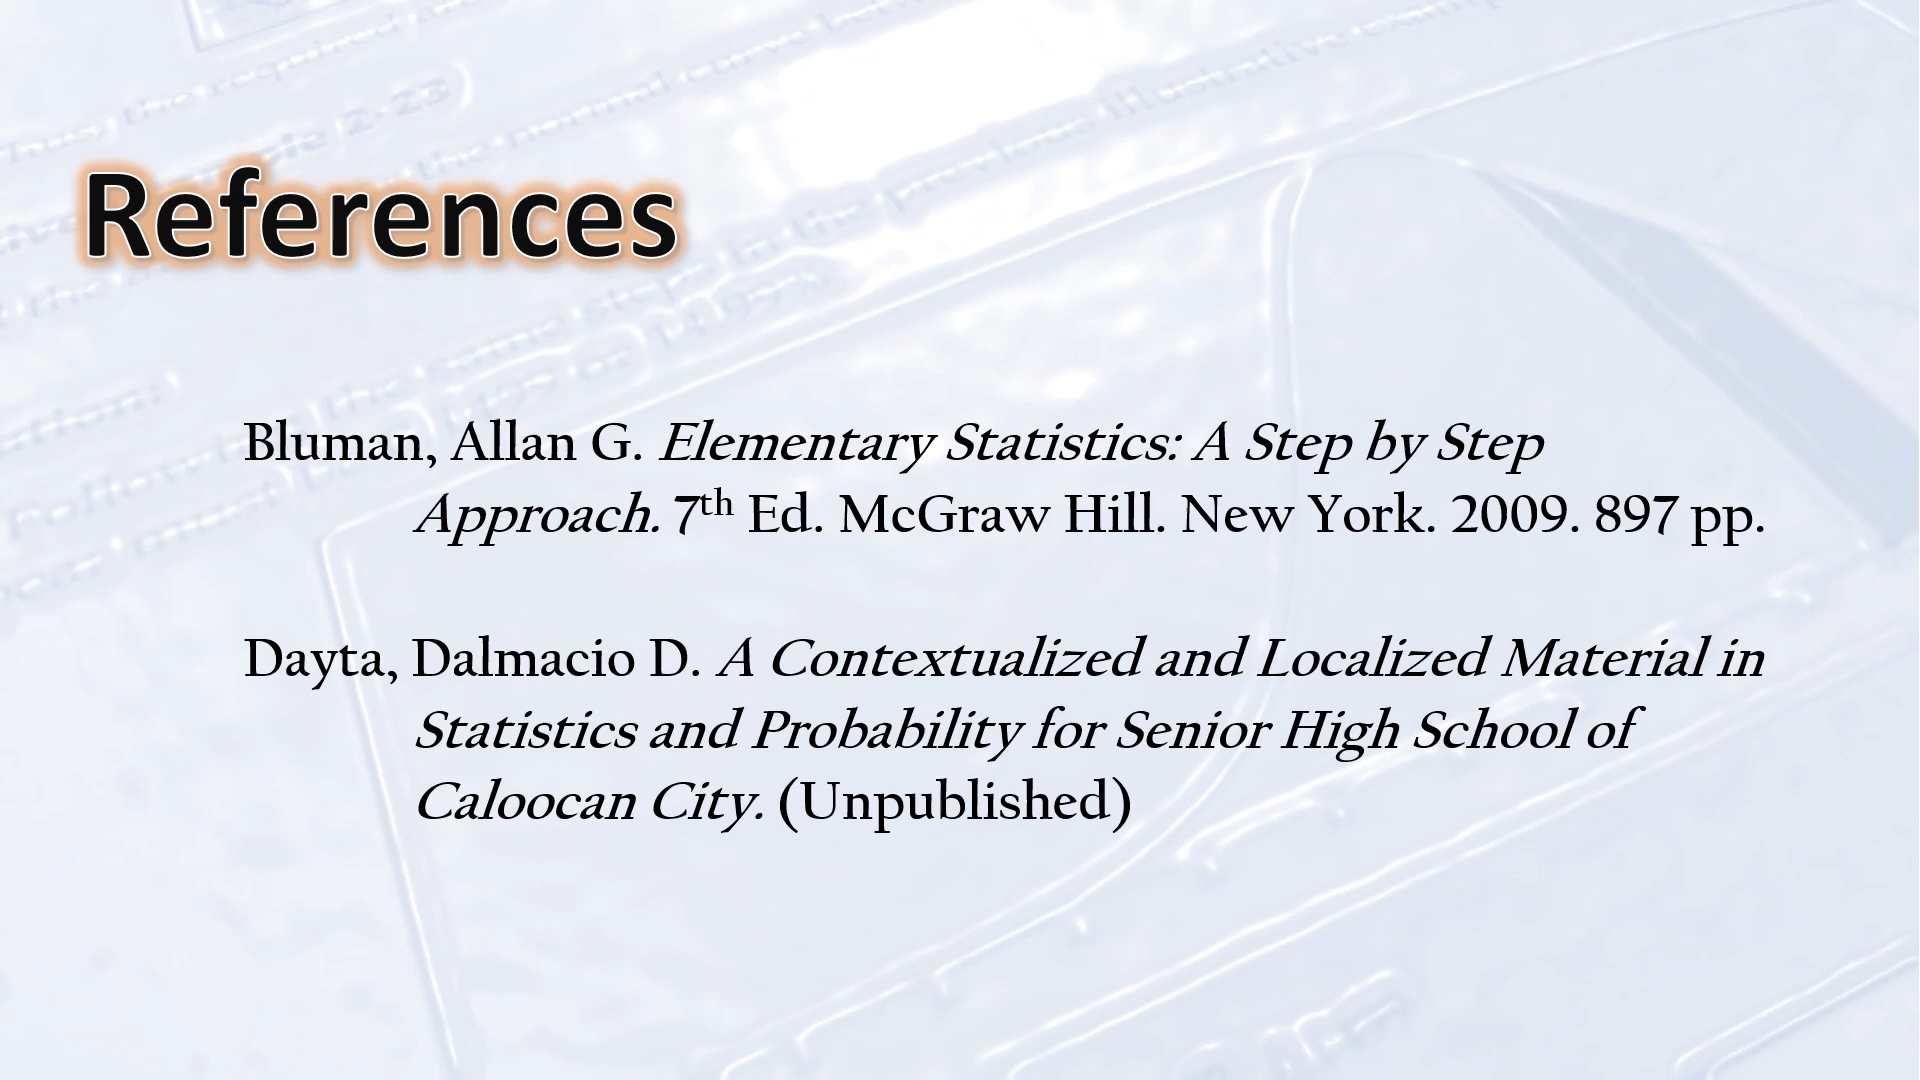 References
Bluman, Allan G. Elementary Statistics: A Step by Step
Approach. 7th Ed. McGraw Hill. New York. 2009. 897 pp.
Dayta, Dalmacio D. A Contextualized and Localized Material in
Statistics and Probability for Senior High School of
Caloocan City. (Unpublished)